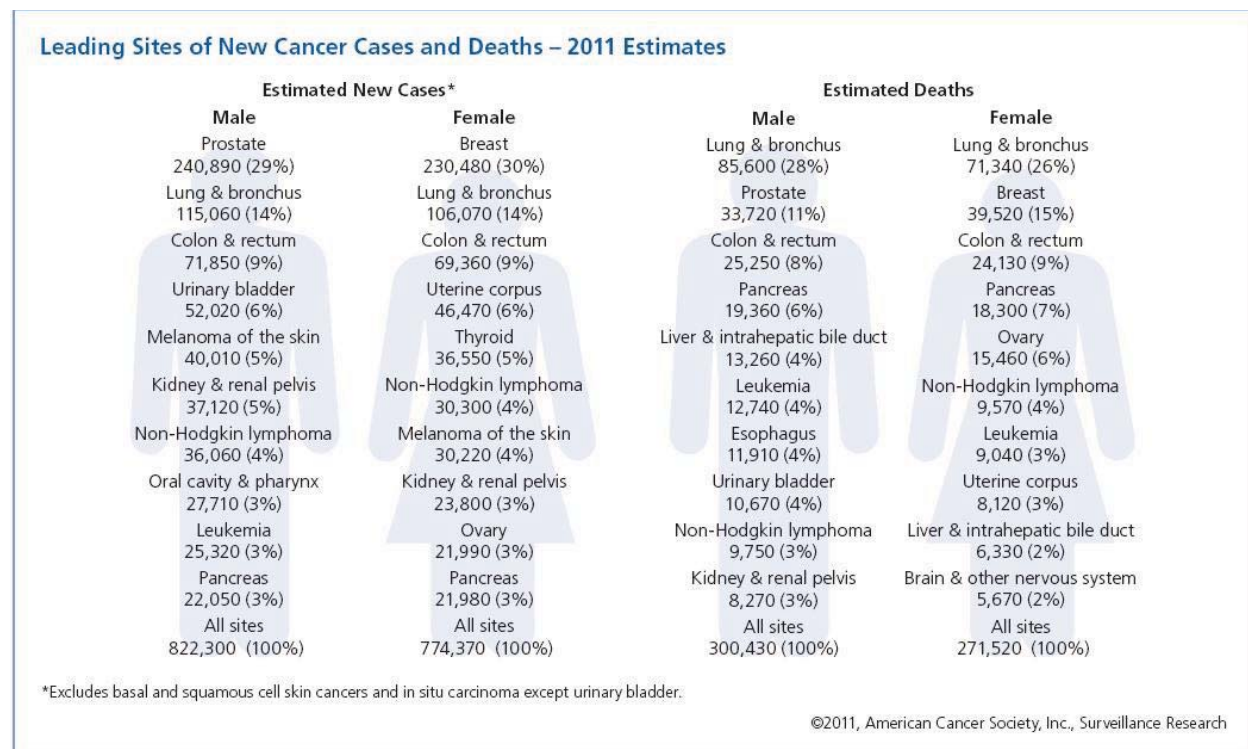 Leading Sites of New Cancer Cases and Deaths – 2011 Estimates
Estimated New Cases*
Male
Prostate
240,890 (29%)
Lung & bronchus
115,060 (14%)
Colon & rectum
71,850 (9%)
Urinary bladder
52,020 (6%)
Melanoma of the skin
40,010 (5%)
Kidney & renal pelvis
37,120 (5%)
Non-Hodgkin lymphoma
36,060 (4%)
Oral cavity & pharynx
27,710 (3%)
Leukemia
25,320 (3%)
Pancreas
22,050 (3%)
All sites
822,300 (100%)
Female
Breast
230,480 (30%)
Lung & bronchus
106,070 (14%)
Colon & rectum
69,360 (9%)
Uterine corpus
46,470 (6%)
Thyroid
36,550 (5%)
Non-Hodgkin lymphoma
30,300 (4%)
Melanoma of the skin
30,220 (4%)
Kidney & renal pelvis
23,800 (3%)
Ovary
21,990 (3%)
Pancreas
21,980 (3%)
All sites
774,370 (100%)
Estimated Deaths
Male
Lung & bronchus
85,600 (28%)
Prostate
33,720 (11%)
Colon & rectum
25,250 (8%)
Pancreas
19,360 (6%)
Liver & intrahepatic bile duct
13,260 (4%)
Leukemia
12,740 (4%)
Esophagus
11,910 (4%)
Urinary bladder
10,670 (4%)
Non-Hodgkin lymphoma
9,750 (3%)
Kidney & renal pelvis
8,270 (3%)
All sites
300,430 (100%)
Female
Lung & bronchus
71,340 (26%)
Breast
39,520 (15%)
Colon & rectum
24,130 (9%)
Pancreas
18,300 (7%)
Ovary
15,460 (6%)
Non-Hodgkin lymphoma
9,570 (4%)
Leukemia
9,040 (3%)
Uterine corpus
8,120 (3%)
Liver & intrahepatic bile duct
6,330 (2%)
Brain & other nervous system
5,670 (2%)
All sites
271,520 (100%)
*Excludes basal and squamous cell skin cancers and in situ carcinoma except urinary bladder.
©2011, American Cancer Society, Inc., Surveillance Research